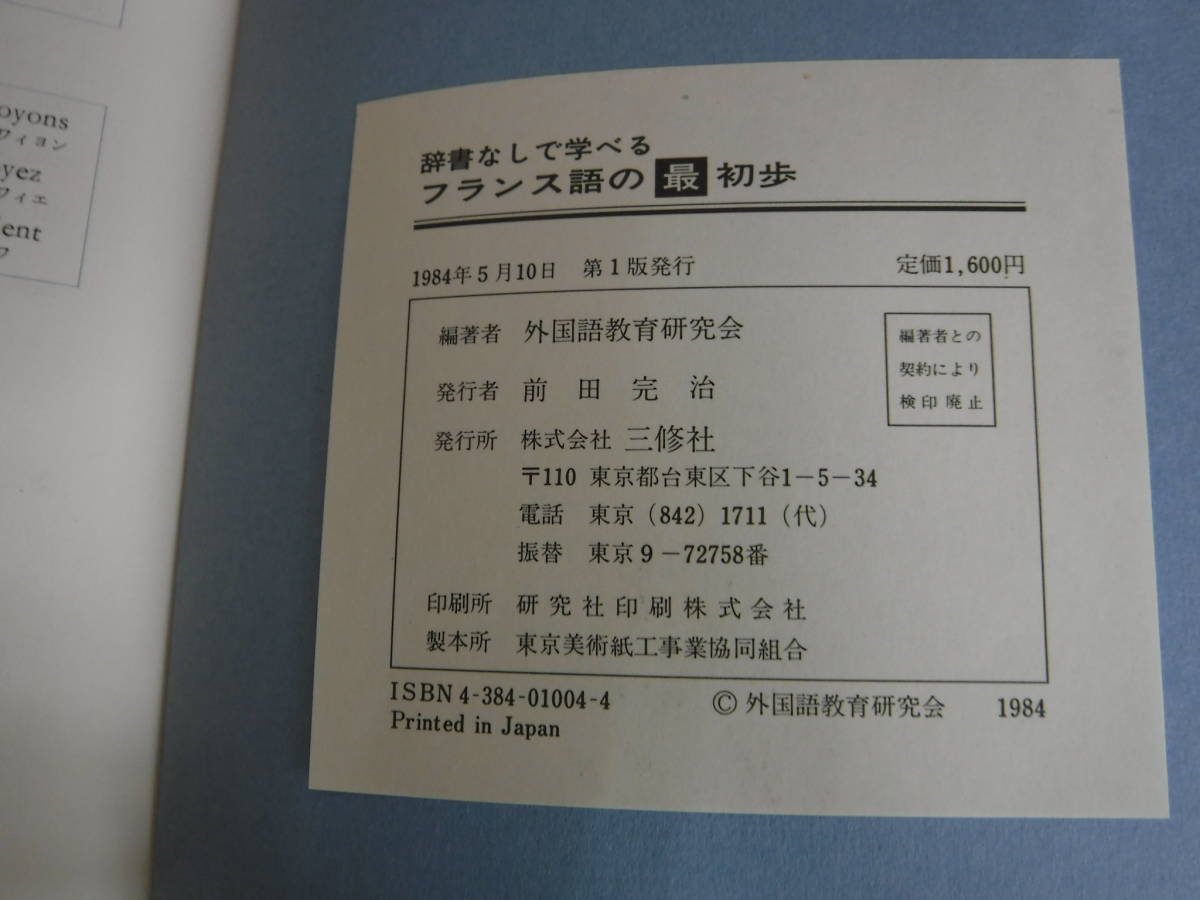 oyons
ワィヨン
oyez
ワィエ
ent
ワ
辞書なしで学べる
フランス語の 最 初歩
1984年5月10日 第1版発行 定価1,600円
編著者 外国語教育研究会
編著者との
契約により
検印廃止
発行者 前田完治
発行所 株式会社 三修社
〒110 東京都台東区下谷1-5-34
電話 東京(842)1711(代)
振替 東京9-72758番
印刷所 研究社印刷株式会社
製本所 東京美術紙工事業協同組合
ISBN 4-384-01004-4 © 外国語教育研究会 1984
Printed in Japan